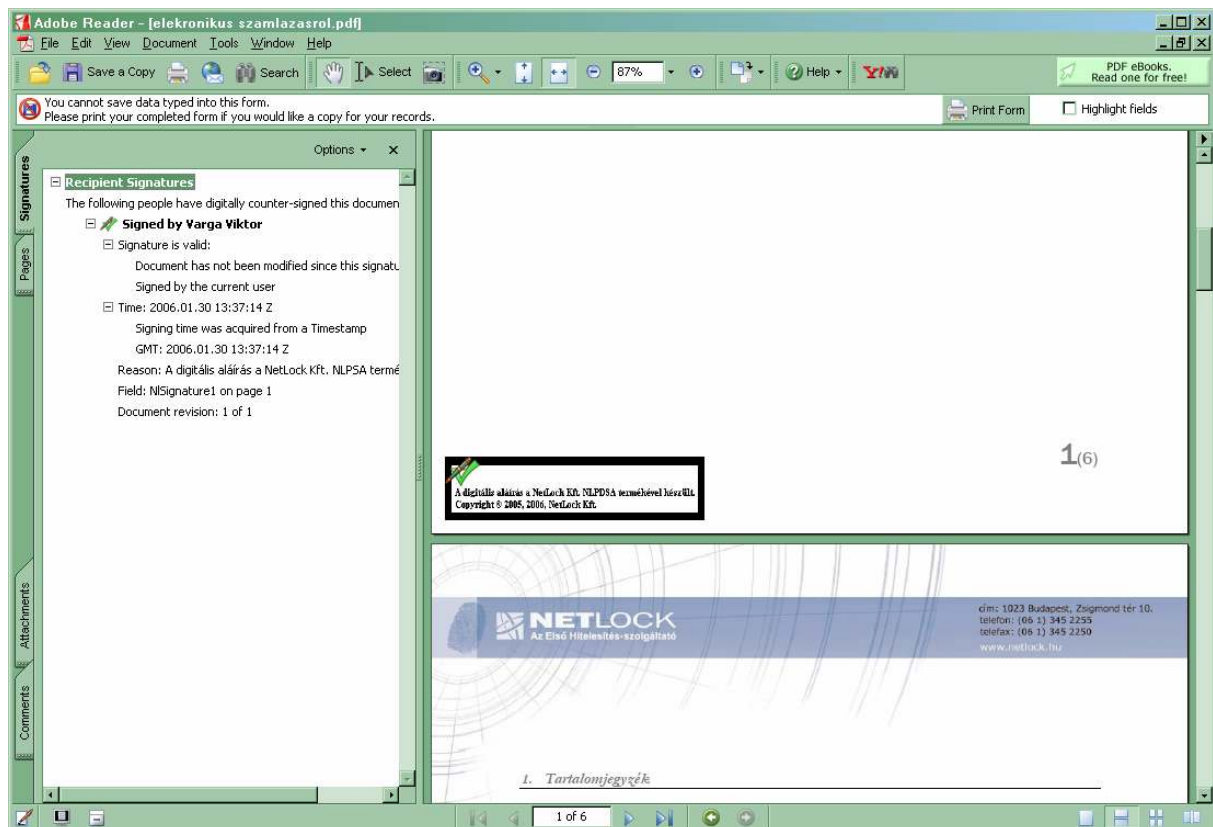 Adobe Reader - [elekronikus szamlazasrol.pdf]
File Edit View Document Tools Window Help
Save a Copy Search Select 87% Help Y!
PDF eBooks.
Read one for free!
You cannot save data typed into this form.
Please print your completed form if you would like a copy for your records.
Print Form Highlight fields
Signatures
Pages
Attachments
Comments
Options
Recipient Signatures
The following people have digitally counter-signed this documen
Signed by Varga Viktor
Signature is valid:
Document has not been modified since this signatu
Signed by the current user
Time: 2006.01.30 13:37:14 Z
Signing time was acquired from a Timestamp
GMT: 2006.01.30 13:37:14 Z
Reason: A digitális aláírás a NetLock Kft. NLPSA termé
Field: NlSignature1 on page 1
Document revision: 1 of 1
1(6)
A digitális aláírás a NetLock Kft. NLPDSA termékével készült.
Copyright © 2005, 2006, NetLock Kft.
NETLOCK
Az Első Hitelesítés-szolgáltató
cím: 1023 Budapest, Zsigmond tér 10.
telefon: (06 1) 345 2255
telefax: (06 1) 345 2250
www.netlock.hu
1. Tartalomjegyzék
1 of 6